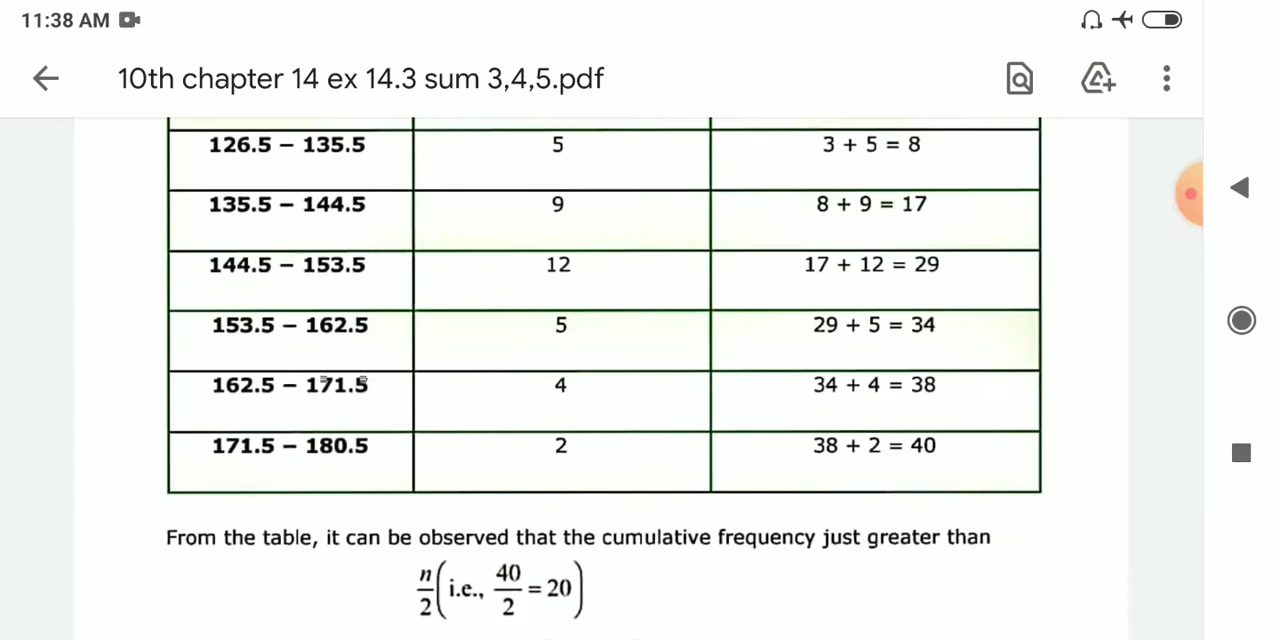 11:38 AM
10th chapter 14 ex 14.3 sum 3,4,5.pdf
126.5 – 135.5 5 3 + 5 = 8
135.5 – 144.5 9 8 + 9 = 17
144.5 – 153.5 12 17 + 12 = 29
153.5 – 162.5 5 29 + 5 = 34
162.5 – 171.5 4 34 + 4 = 38
171.5 – 180.5 2 38 + 2 = 40
From the table, it can be observed that the cumulative frequency just greater than
n/2 (i.e., 40/2 = 20)